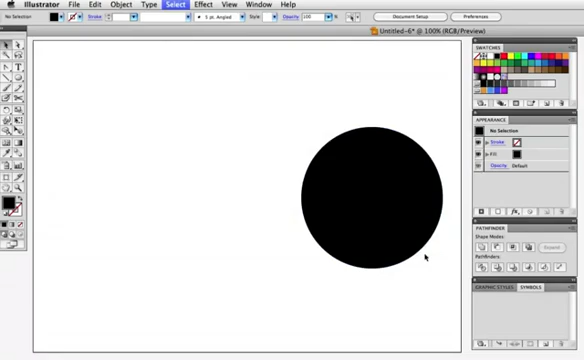 Illustrator File Edit Object Type Select Effect View Window Help
No Selection Stroke: 5 pt. Angled Style: Opacity: 100 % Document Setup Preferences
Untitled-6* @ 100% (RGB/Preview)
SWATCHES
APPEARANCE
No Selection
Stroke:
Fill:
Opacity: Default
PATHFINDER
Shape Modes:
Expand
Pathfinders:
GRAPHIC STYLES SYMBOLS